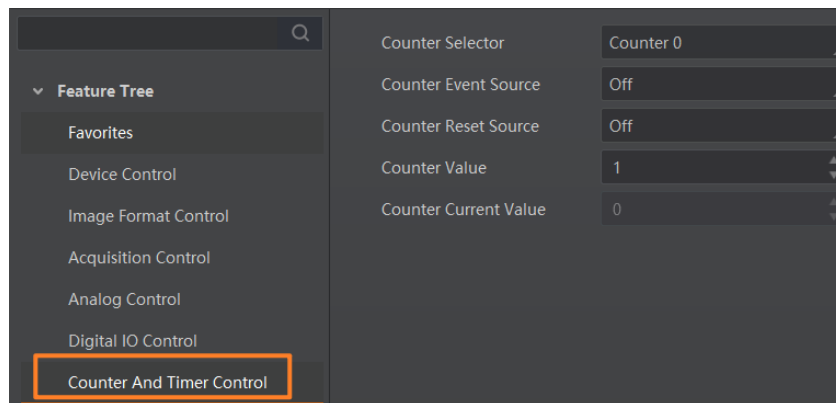 Feature Tree
Favorites
Device Control
Image Format Control
Acquisition Control
Analog Control
Digital IO Control
Counter And Timer Control
Counter Selector Counter 0
Counter Event Source Off
Counter Reset Source Off
Counter Value 1
Counter Current Value 0